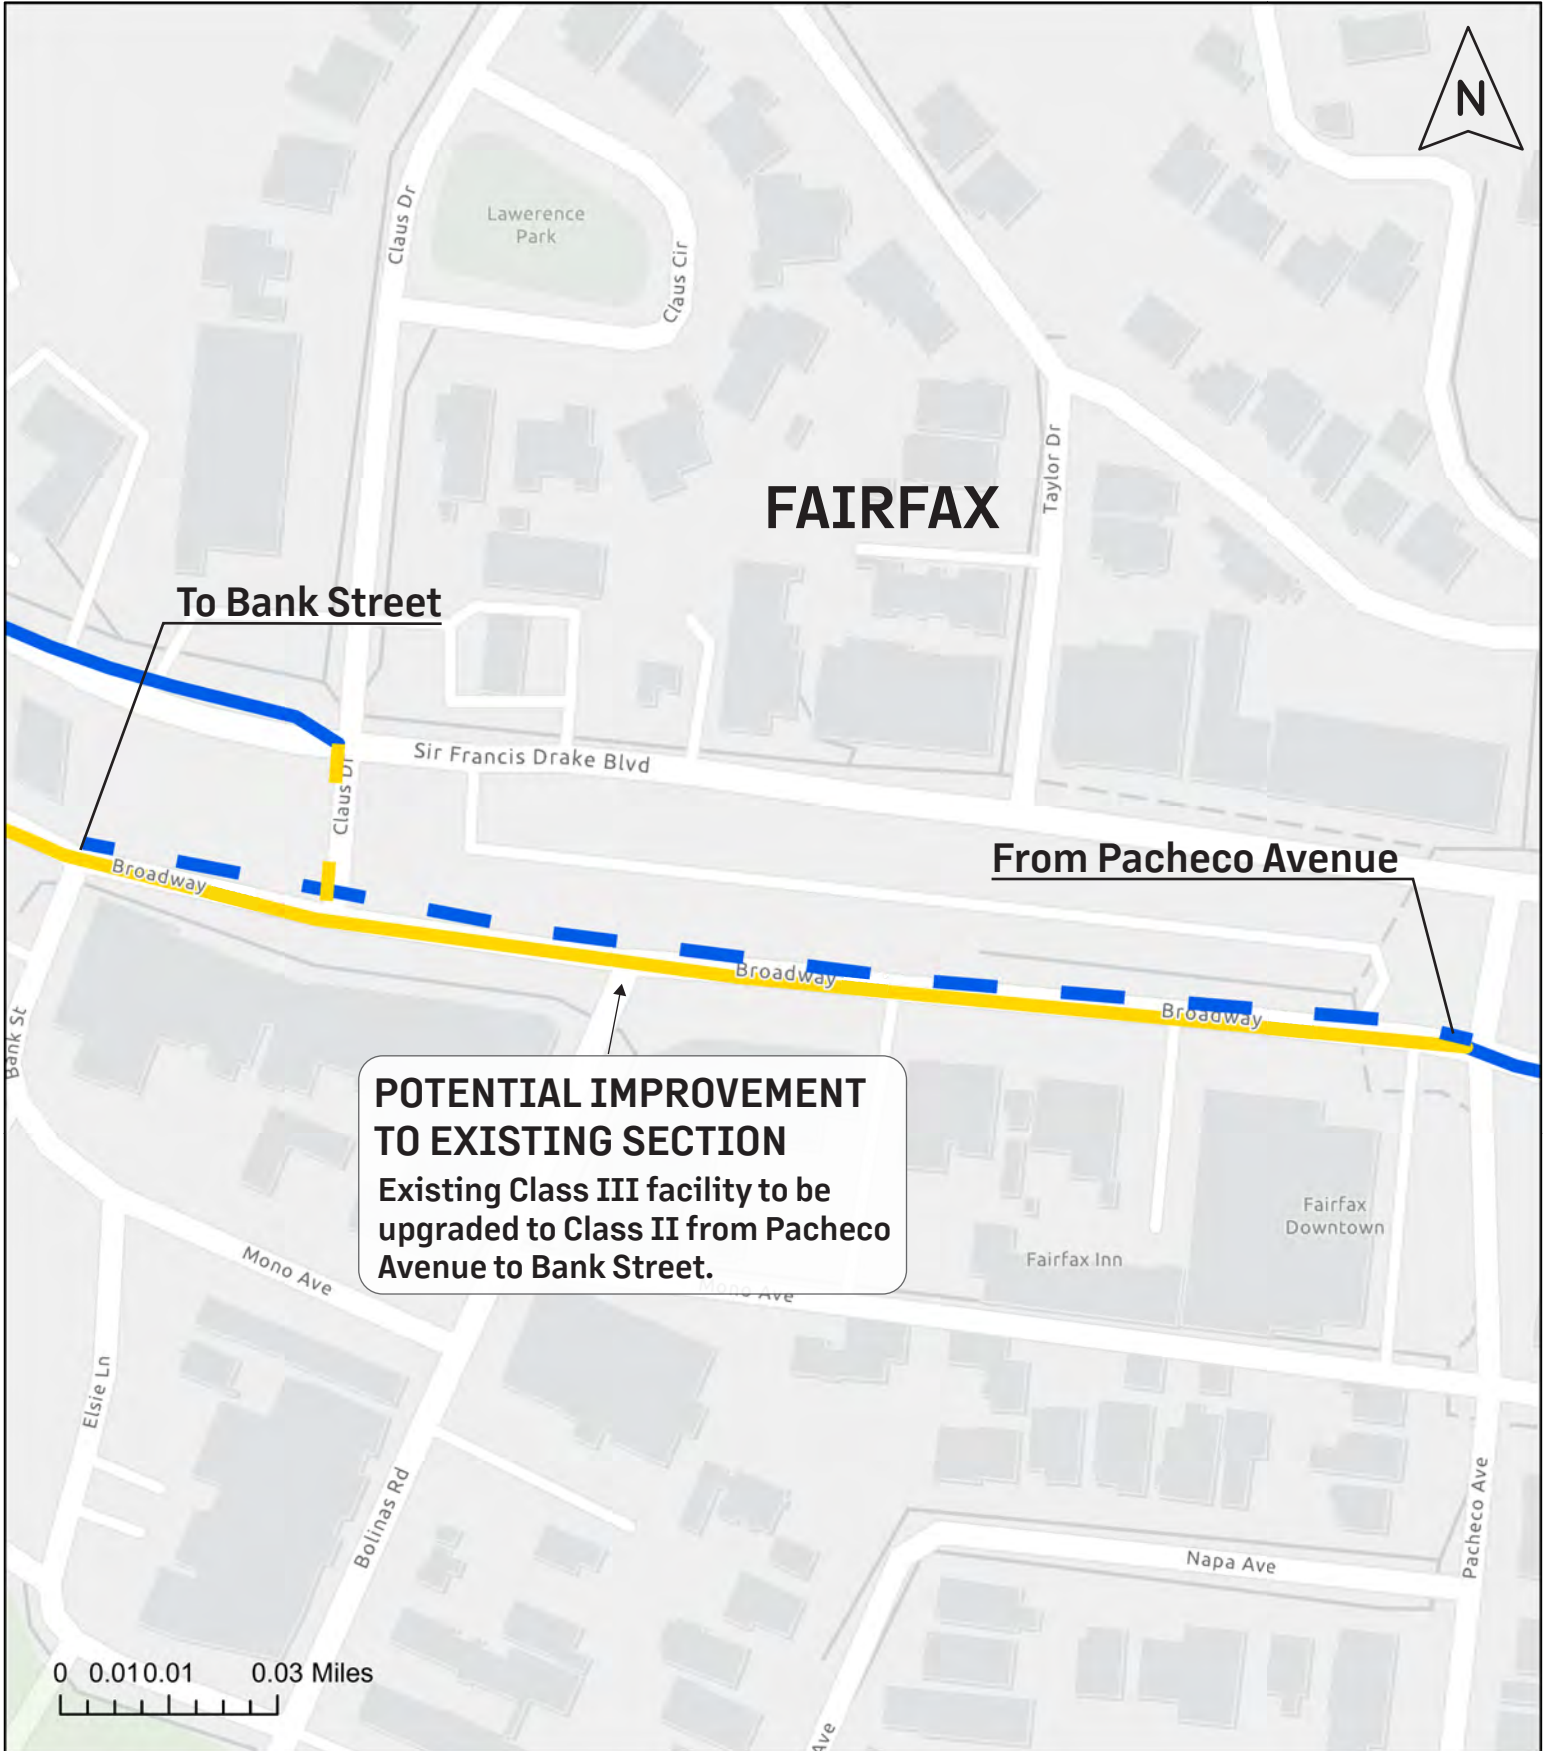 N
Claus Dr
Lawerence
Park
Claus Cir
Taylor Dr
FAIRFAX
To Bank Street
Sir Francis Drake Blvd
Claus Dr
From Pacheco Avenue
Broadway
Broadway
Broadway
Bank St
POTENTIAL IMPROVEMENT
TO EXISTING SECTION
Existing Class III facility to be
upgraded to Class II from Pacheco
Avenue to Bank Street.
Fairfax
Downtown
Fairfax Inn
Mono Ave
Mono Ave
Elsie Ln
Bolinas Rd
Pacheco Ave
Napa Ave
0 0.010.01 0.03 Miles
Ave